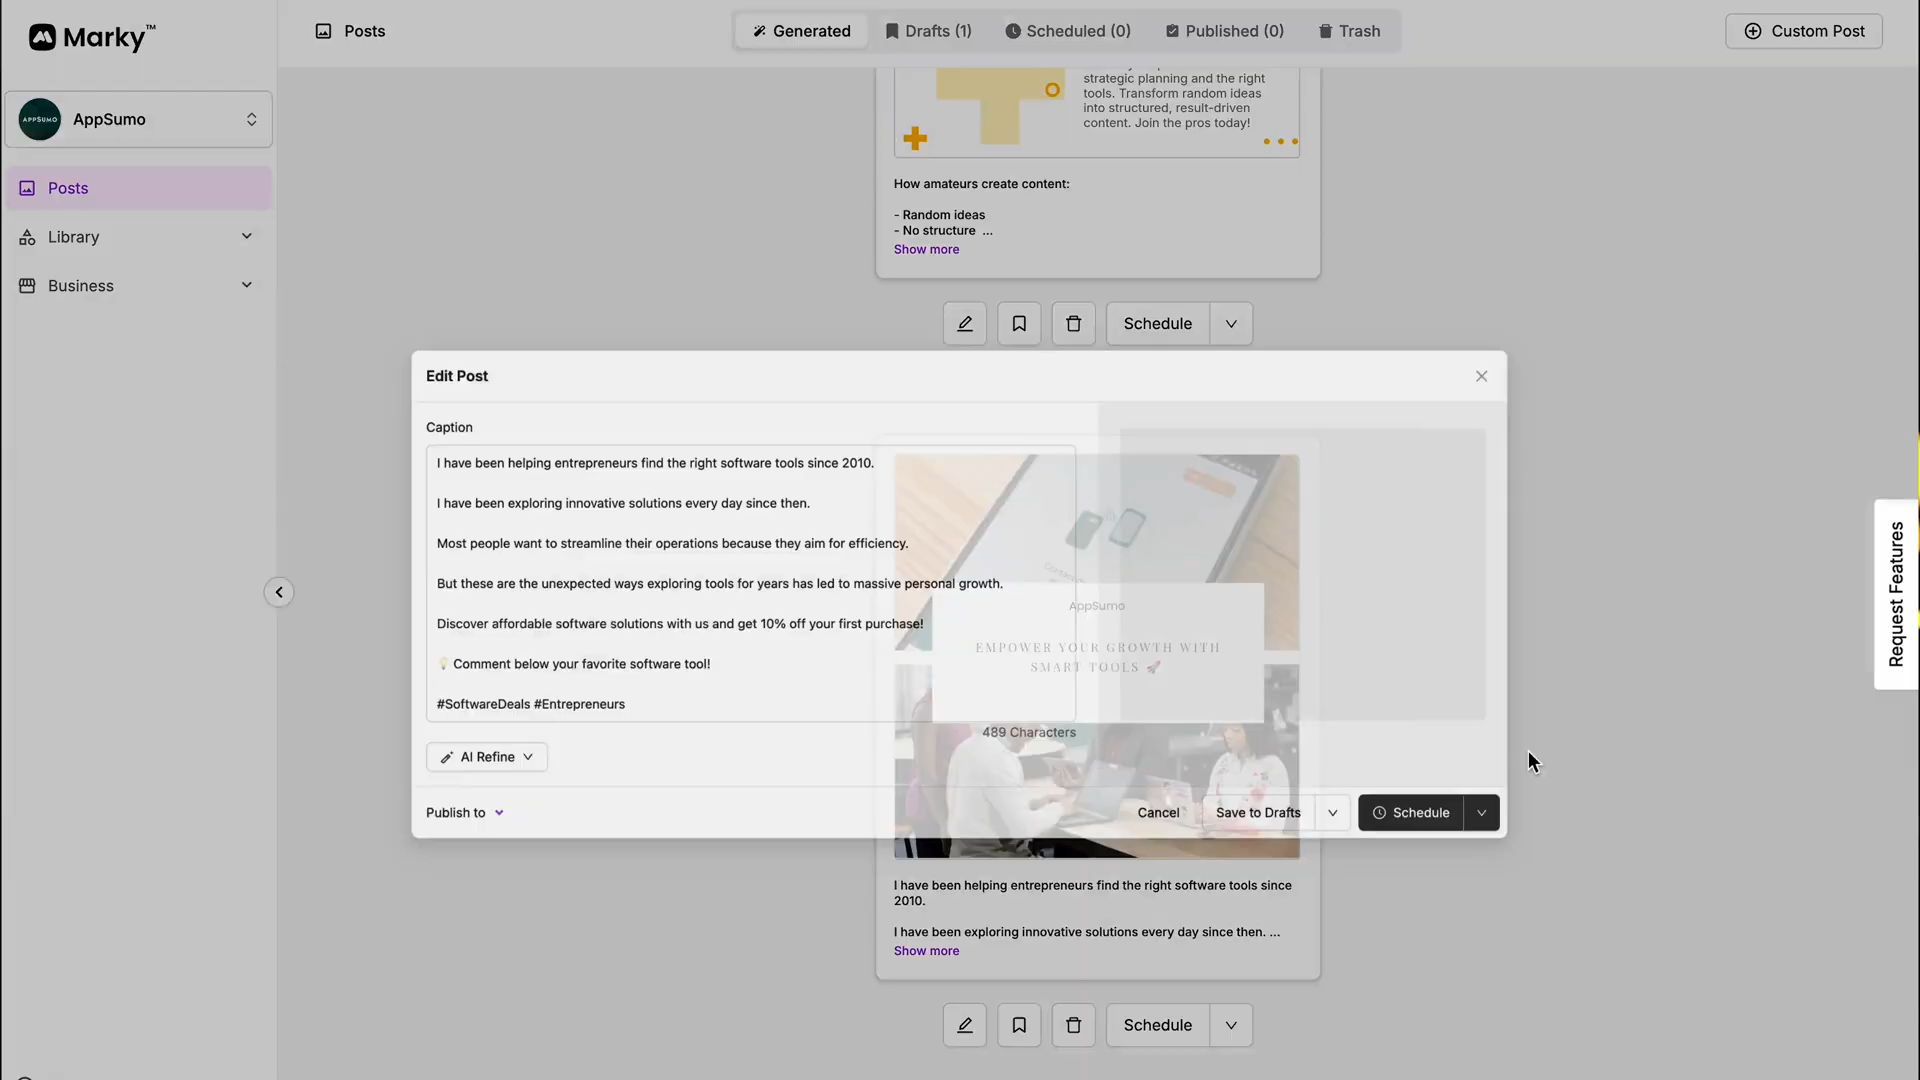 Marky™
Posts
Generated
Drafts (1)
Scheduled (0)
Published (0)
Trash
Custom Post
APPSUMO
AppSumo
Posts
Library
Business
strategic planning and the right
tools. Transform random ideas
into structured, result-driven
content. Join the pros today!
How amateurs create content:
- Random ideas
- No structure ...
Show more
Schedule
Edit Post
Caption
I have been helping entrepreneurs find the right software tools since 2010.
I have been exploring innovative solutions every day since then.
Most people want to streamline their operations because they aim for efficiency.
But these are the unexpected ways exploring tools for years has led to massive personal growth.
Discover affordable software solutions with us and get 10% off your first purchase!
💡 Comment below your favorite software tool!
#SoftwareDeals #Entrepreneurs
489 Characters
AI Refine
Publish to
Cancel
Save to Drafts
Schedule
AppSumo
EMPOWER YOUR GROWTH WITH
SMART TOOLS 🚀
I have been helping entrepreneurs find the right software tools since
2010.
I have been exploring innovative solutions every day since then. ...
Show more
Schedule
Request Features